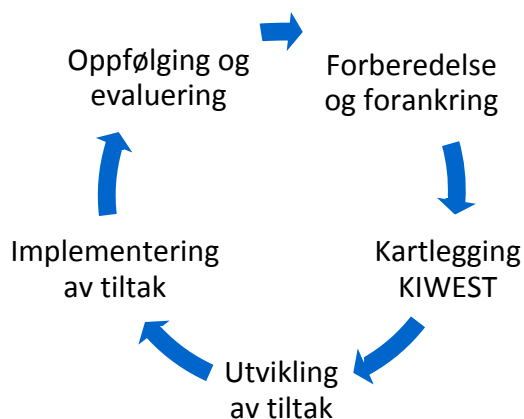 Oppfølging og
evaluering
Forberedelse
og forankring
Kartlegging
KIWEST
Utvikling
av tiltak
Implementering
av tiltak